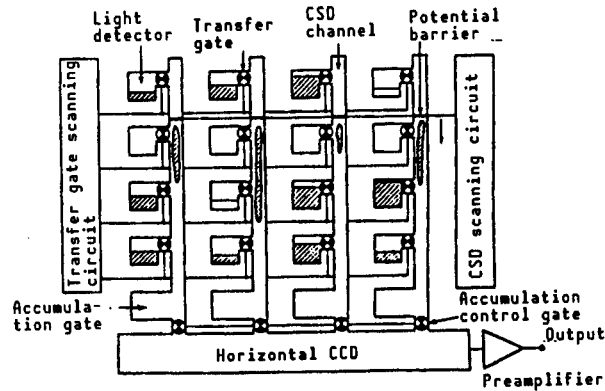 Light
detector
Transfer
gate
CSD
channel
Potential
barrier
Transfer gate scanning
circuit
CSD scanning circuit
Accumula-
tion gate
Accumulation
control gate
Horizontal CCD
Output
Preamplifier